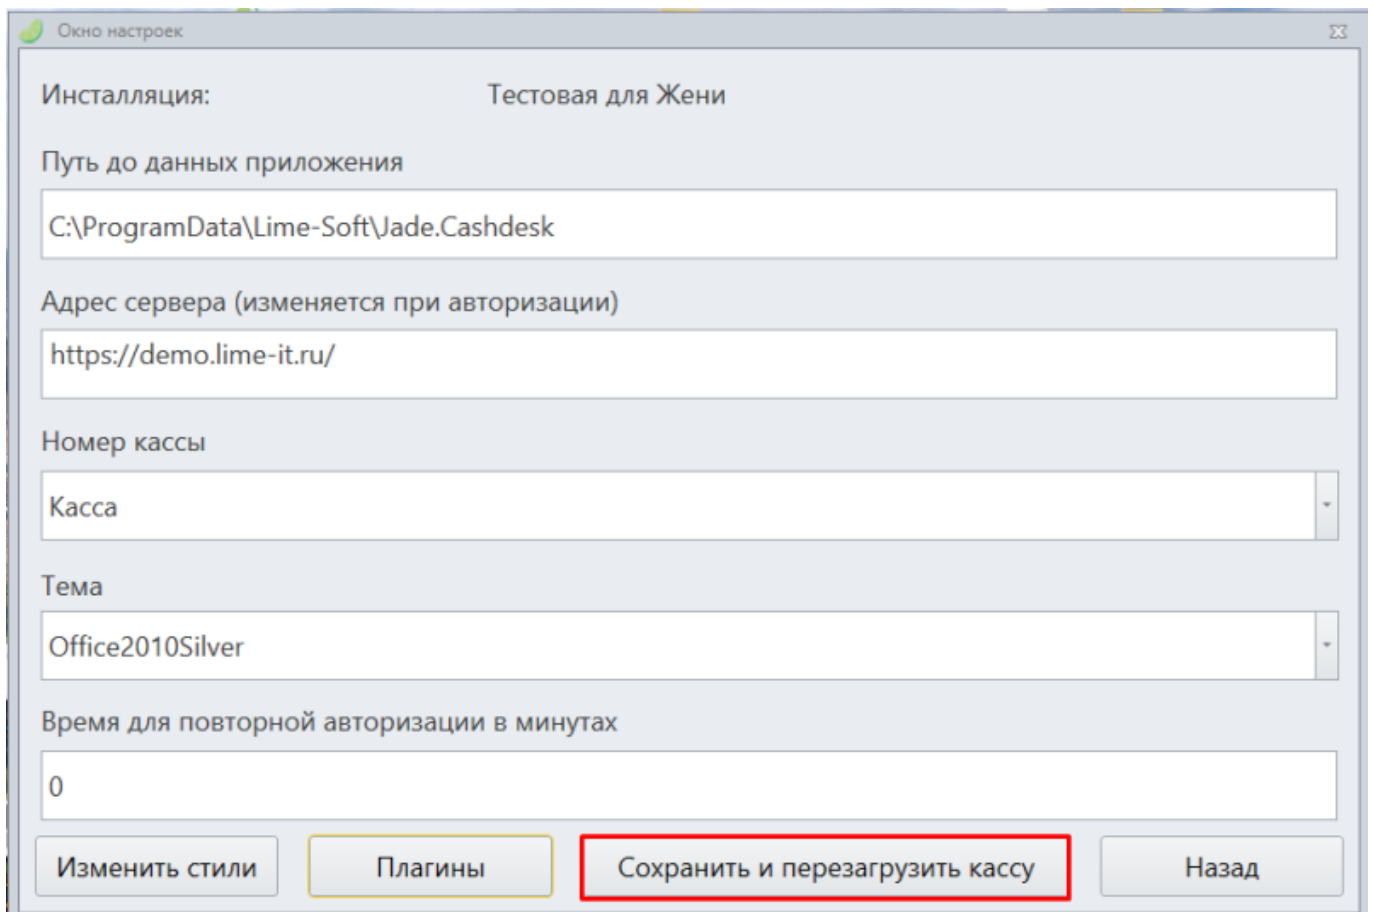 Окно настроек
Инсталляция: Тестовая для Жени
Путь до данных приложения
C:\ProgramData\Lime-Soft\Jade.Cashdesk
Адрес сервера (изменяется при авторизации)
https://demo.lime-it.ru/
Номер кассы
Касса
Тема
Office2010Silver
Время для повторной авторизации в минутах
0
Изменить стили Плагины Сохранить и перезагрузить кассу Назад